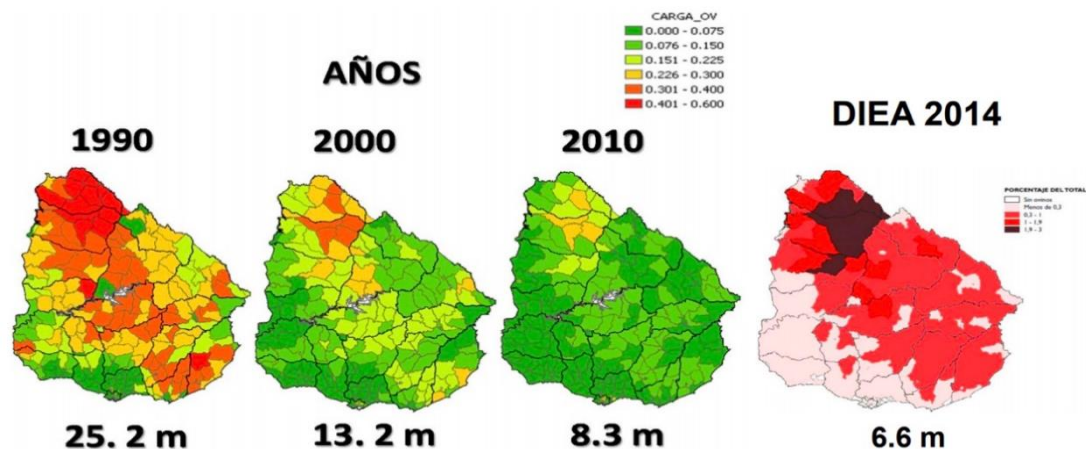 CARGA_OV
0.000 - 0.075
0.076 - 0.150
0.151 - 0.225
0.226 - 0.300
0.301 - 0.400
0.401 - 0.600
AÑOS
DIEA 2014
1990
2000
2010
PORCENTAJE DEL TOTAL
Sin ovinos
Menos de 0,3
0,3 - 1
1 - 1,9
1,9 - 3
25. 2 m
13. 2 m
8.3 m
6.6 m